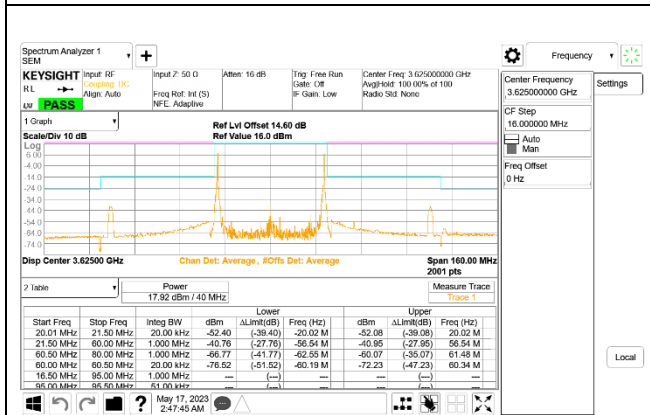 Spectrum Analyzer 1
SEM
+
Frequency
KEYSIGHT Input: RF Input Z: 50 Ω Atten: 16 dB Trig: Free Run Center Freq: 3.625000000 GHz
RL Coupling: DC Gate: Off Avg|Hold: 100.00% of 100
Align: Auto Freq Ref: Int (S) IF Gain: Low Radio Std: None
PASS NFE: Adaptive
Center Frequency
3.625000000 GHz
Settings
CF Step
16.000000 MHz
Auto
Man
Freq Offset
0 Hz
1 Graph
Ref Lvl Offset 14.60 dB
Scale/Div 10 dB Ref Value 16.0 dBm
Log
6.00
-4.00
-14.0
-24.0
-34.0
-44.0
-54.0
-64.0
-74.0
Disp Center 3.62500 GHz Chan Det: Average, #Offs Det: Average Span 160.00 MHz
2001 pts
2 Table
Power
17.92 dBm / 40 MHz
Measure Trace
Trace 1
Lower Upper
Start Freq Stop Freq Integ BW dBm ΔLimit(dB) Freq (Hz) dBm ΔLimit(dB) Freq (Hz)
20.01 MHz 21.50 MHz 20.00 kHz -52.40 (-39.40) -20.02 M -52.08 (-39.08) 20.02 M
21.50 MHz 60.00 MHz 1.000 MHz -40.76 (-27.76) -56.54 M -40.95 (-27.95) 56.54 M
60.50 MHz 80.00 MHz 1.000 MHz -66.77 (-41.77) -62.55 M -60.07 (-35.07) 61.48 M
60.00 MHz 60.50 MHz 20.00 kHz -76.52 (-51.52) -60.19 M -72.23 (-47.23) 60.34 M
16.50 MHz 95.00 MHz 1.000 MHz --- (---) --- (---)
95.00 MHz 95.50 MHz 51.00 kHz --- (---) --- (---)
Local
? May 17, 2023
2:47:45 AM